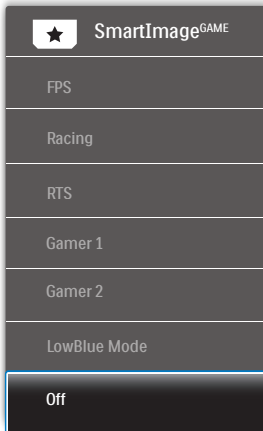 SmartImageGAME
FPS
Racing
RTS
Gamer 1
Gamer 2
LowBlue Mode
Off